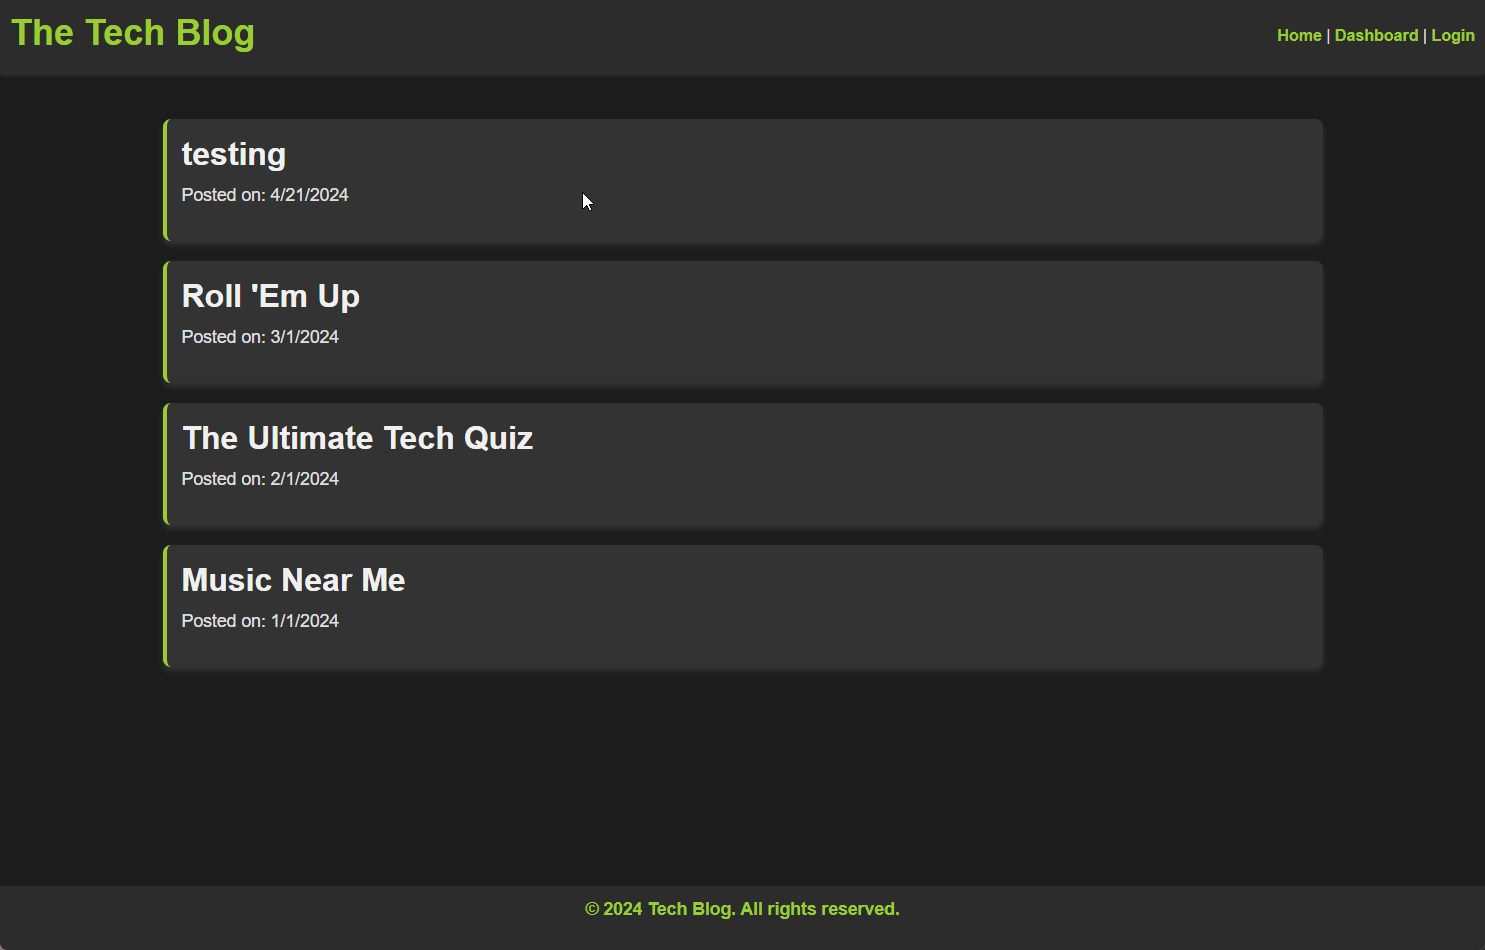 The Tech Blog
Home | Dashboard | Login
testing
Posted on: 4/21/2024
Roll 'Em Up
Posted on: 3/1/2024
The Ultimate Tech Quiz
Posted on: 2/1/2024
Music Near Me
Posted on: 1/1/2024
© 2024 Tech Blog. All rights reserved.